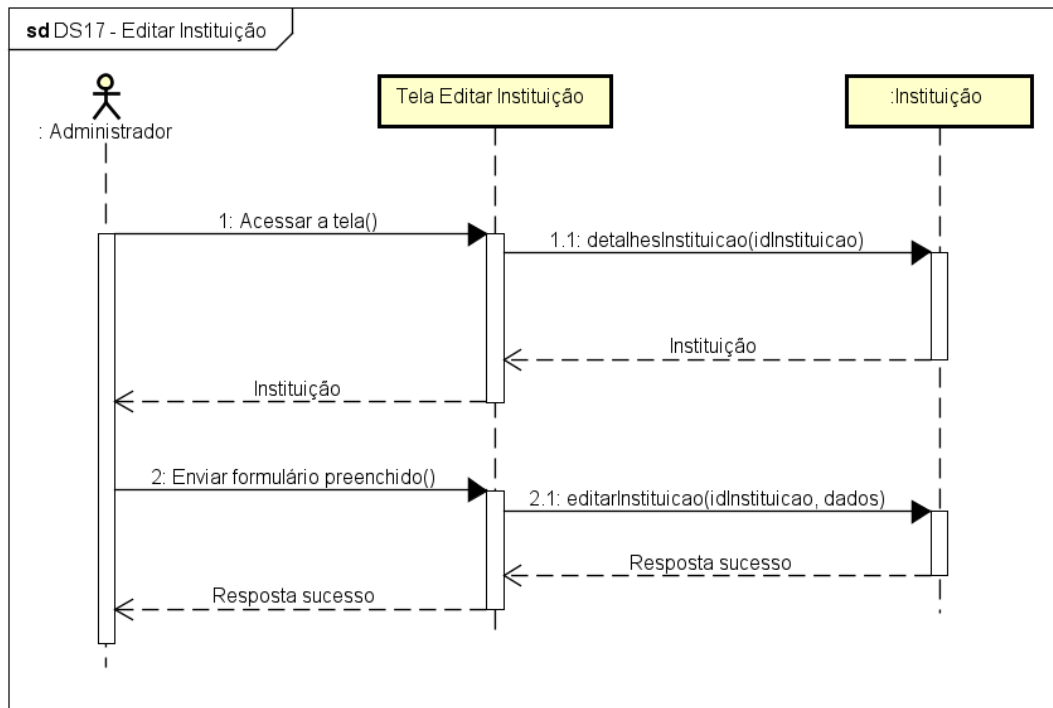 sd DS17 - Editar Instituição
: Administrador
Tela Editar Instituição
:Instituição
1: Acessar a tela()
1.1: detalhesInstituicao(idInstituicao)
Instituição
Instituição
2: Enviar formulário preenchido()
2.1: editarInstituicao(idInstituicao, dados)
Resposta sucesso
Resposta sucesso